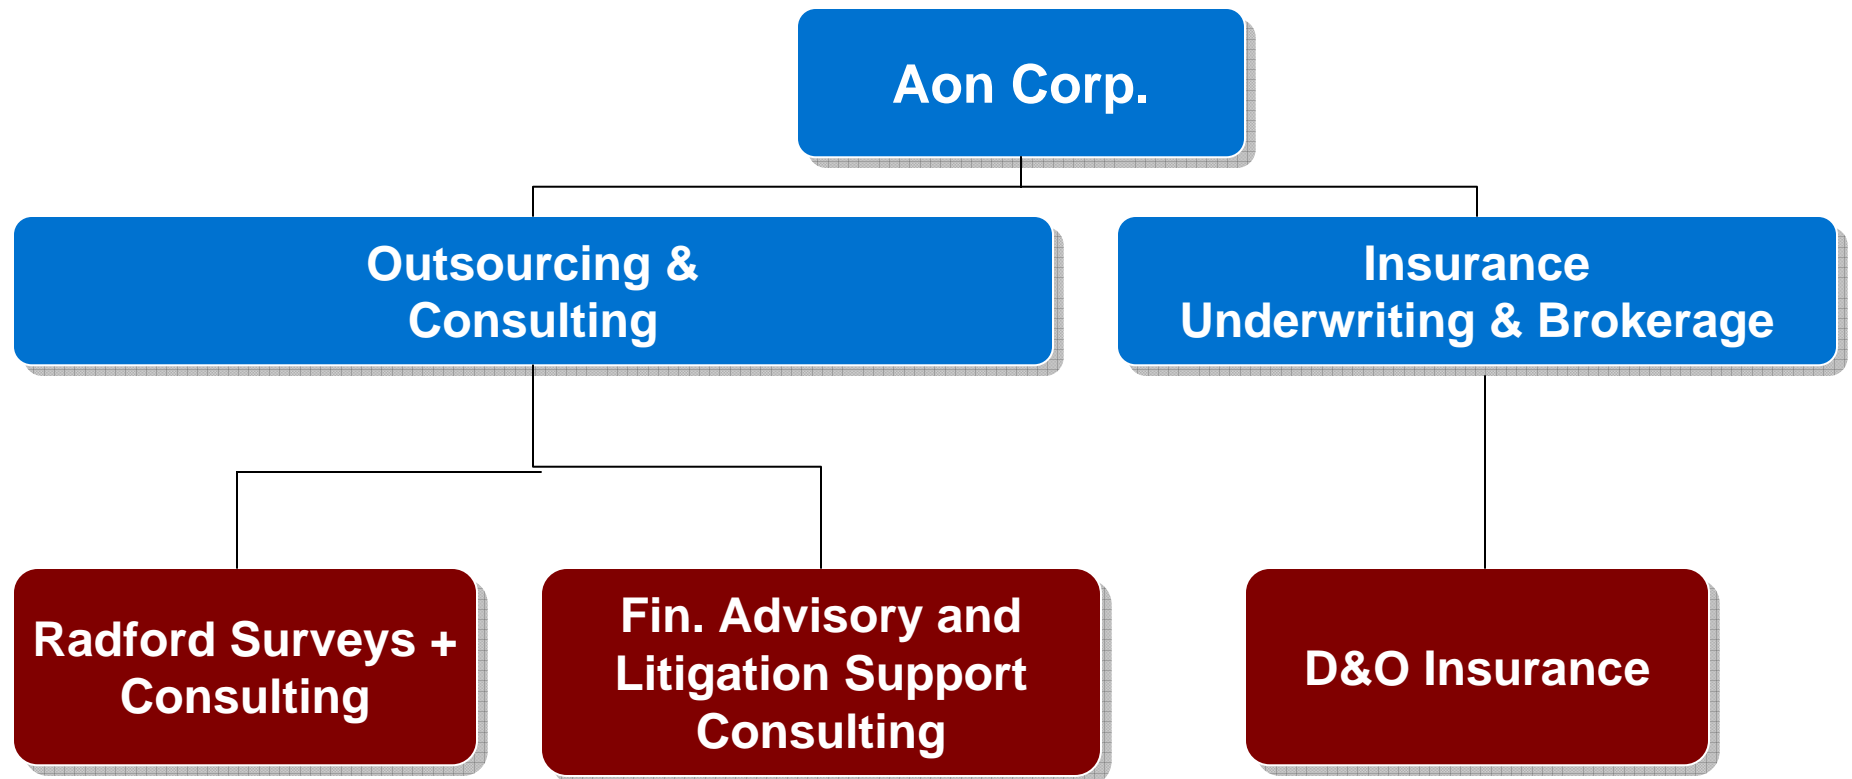 Aon Corp.
Outsourcing &
Consulting
Insurance
Underwriting & Brokerage
Radford Surveys +
Consulting
Fin. Advisory and
Litigation Support
Consulting
D&O Insurance